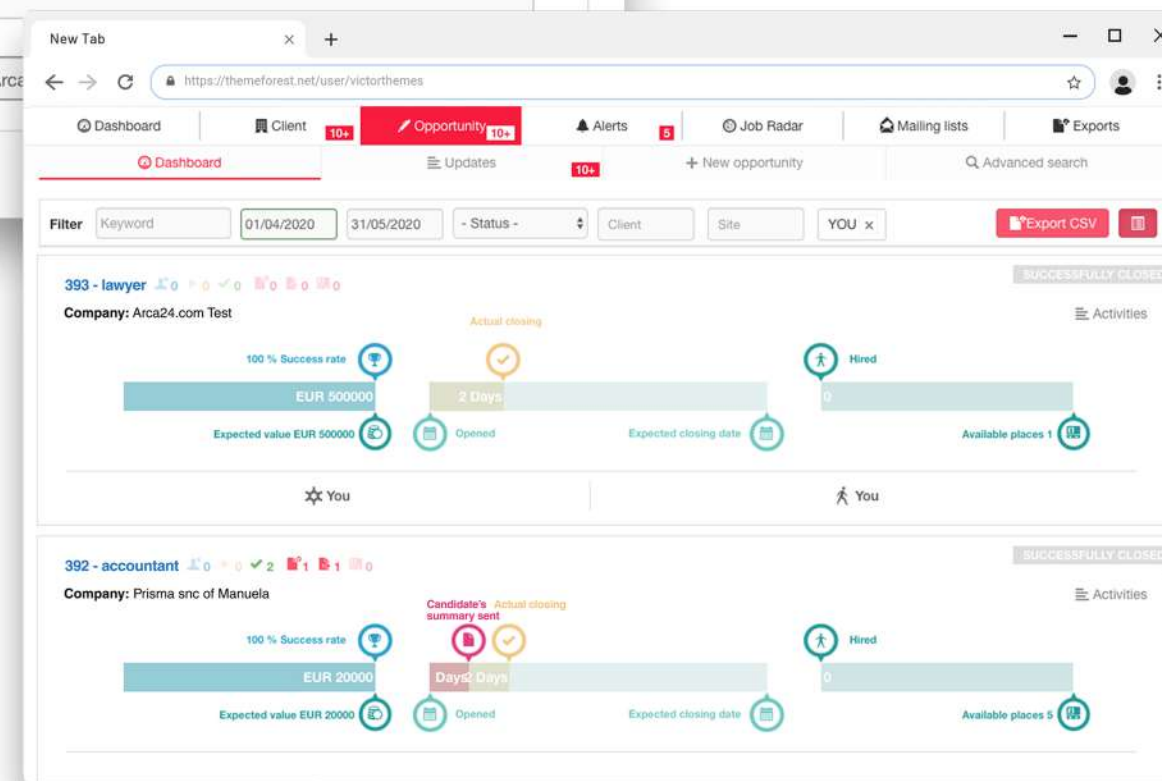 New Tab × +
rca
https://themeforest.net/user/victorthemes
Dashboard Client 10+ Opportunity 10+ Alerts 5 Job Radar Mailing lists Exports
Dashboard Updates 10+ + New opportunity Advanced search
Filter Keyword 01/04/2020 31/05/2020 - Status - Client Site YOU × Export CSV
393 - lawyer 0 0 0 0 0 0 SUCCESSFULLY CLOSED
Company: Arca24.com Test Activities
Actual closing
100 % Success rate Hired
EUR 500000 2 Days 0
Expected value EUR 500000 Opened Expected closing date Available places 1
You You
392 - accountant 0 0 2 1 1 0 SUCCESSFULLY CLOSED
Company: Prisma snc of Manuela Activities
Candidate's Actual closing
summary sent
100 % Success rate Hired
EUR 20000 Days 2 Days 0
Expected value EUR 20000 Opened Expected closing date Available places 5